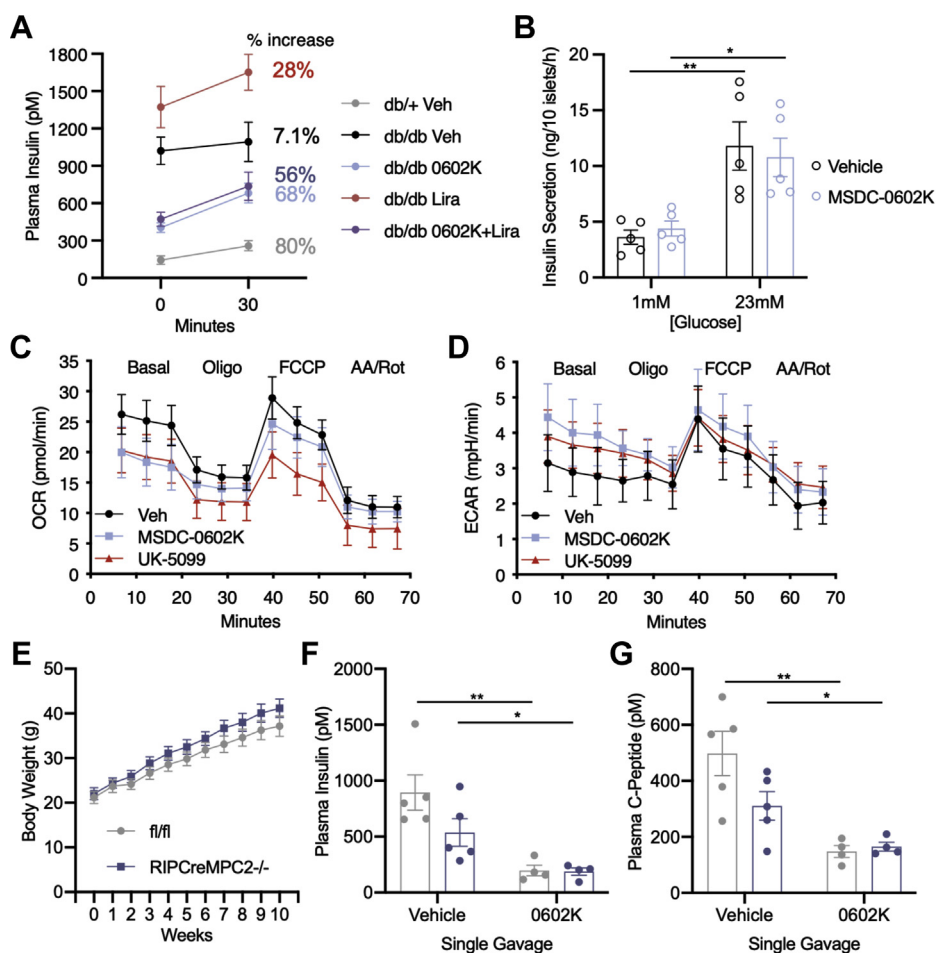 A
% increase
Plasma Insulin (pM)
1800
1500
1200
900
600
300
0
28%
7.1%
56%
68%
80%
0
30
Minutes
db/+ Veh
db/db Veh
db/db 0602K
db/db Lira
db/db 0602K+Lira
B
Insulin Secretion (ng/10 islets/h)
20
15
10
5
0
*
**
1mM
23mM
[Glucose]
Vehicle
MSDC-0602K
C
Basal
Oligo
FCCP
AA/Rot
OCR (pmol/min)
35
30
25
20
15
10
5
0
Veh
MSDC-0602K
UK-5099
0 10 20 30 40 50 60 70
Minutes
D
Basal
Oligo
FCCP
AA/Rot
ECAR (mpH/min)
6
5
4
3
2
1
0
Veh
MSDC-0602K
UK-5099
0 10 20 30 40 50 60 70
Minutes
E
Body Weight (g)
50
40
30
20
10
0
fl/fl
RIPCreMPC2-/-
0 1 2 3 4 5 6 7 8 9 10
Weeks
F
Plasma Insulin (pM)
2000
1500
1000
500
0
**
*
Vehicle
0602K
Single Gavage
G
Plasma C-Peptide (pM)
800
600
400
200
0
**
*
Vehicle
0602K
Single Gavage